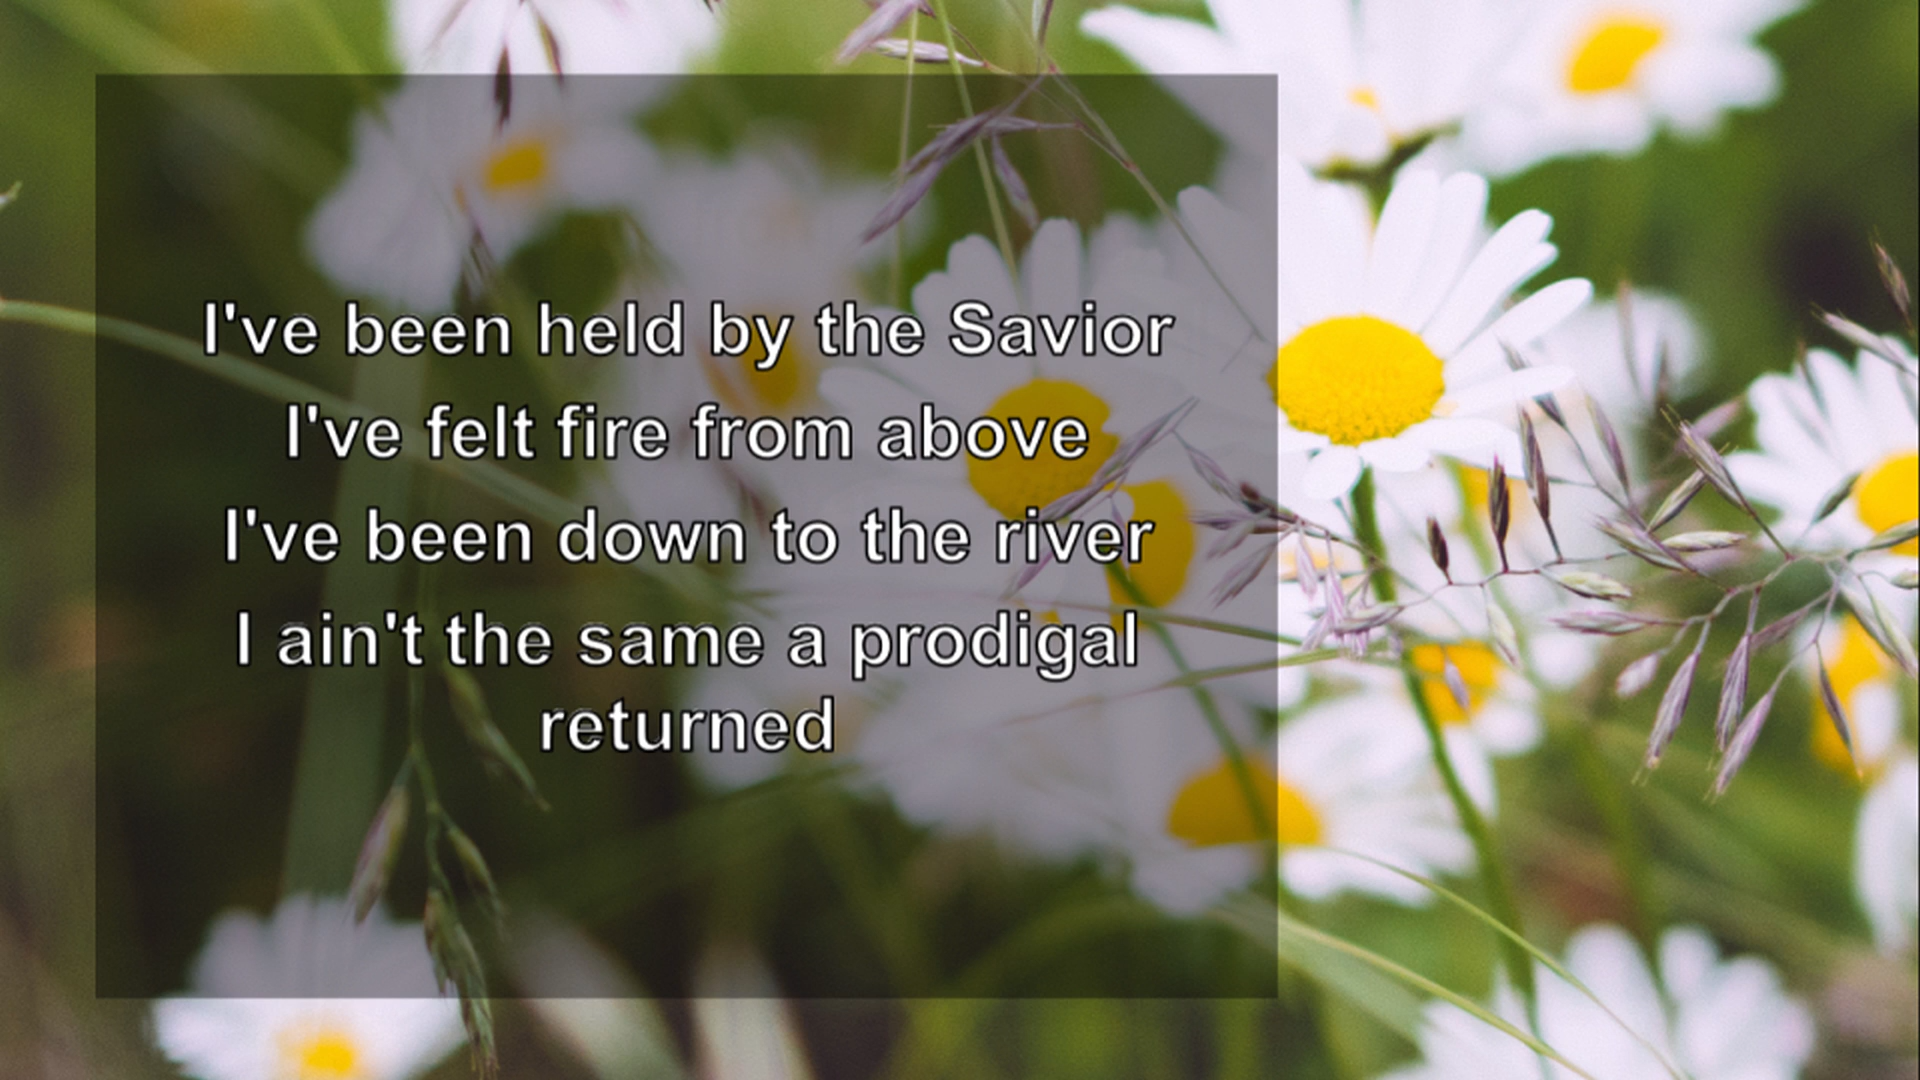 I've been held by the Savior
I've felt fire from above
I've been down to the river
I ain't the same a prodigal
returned